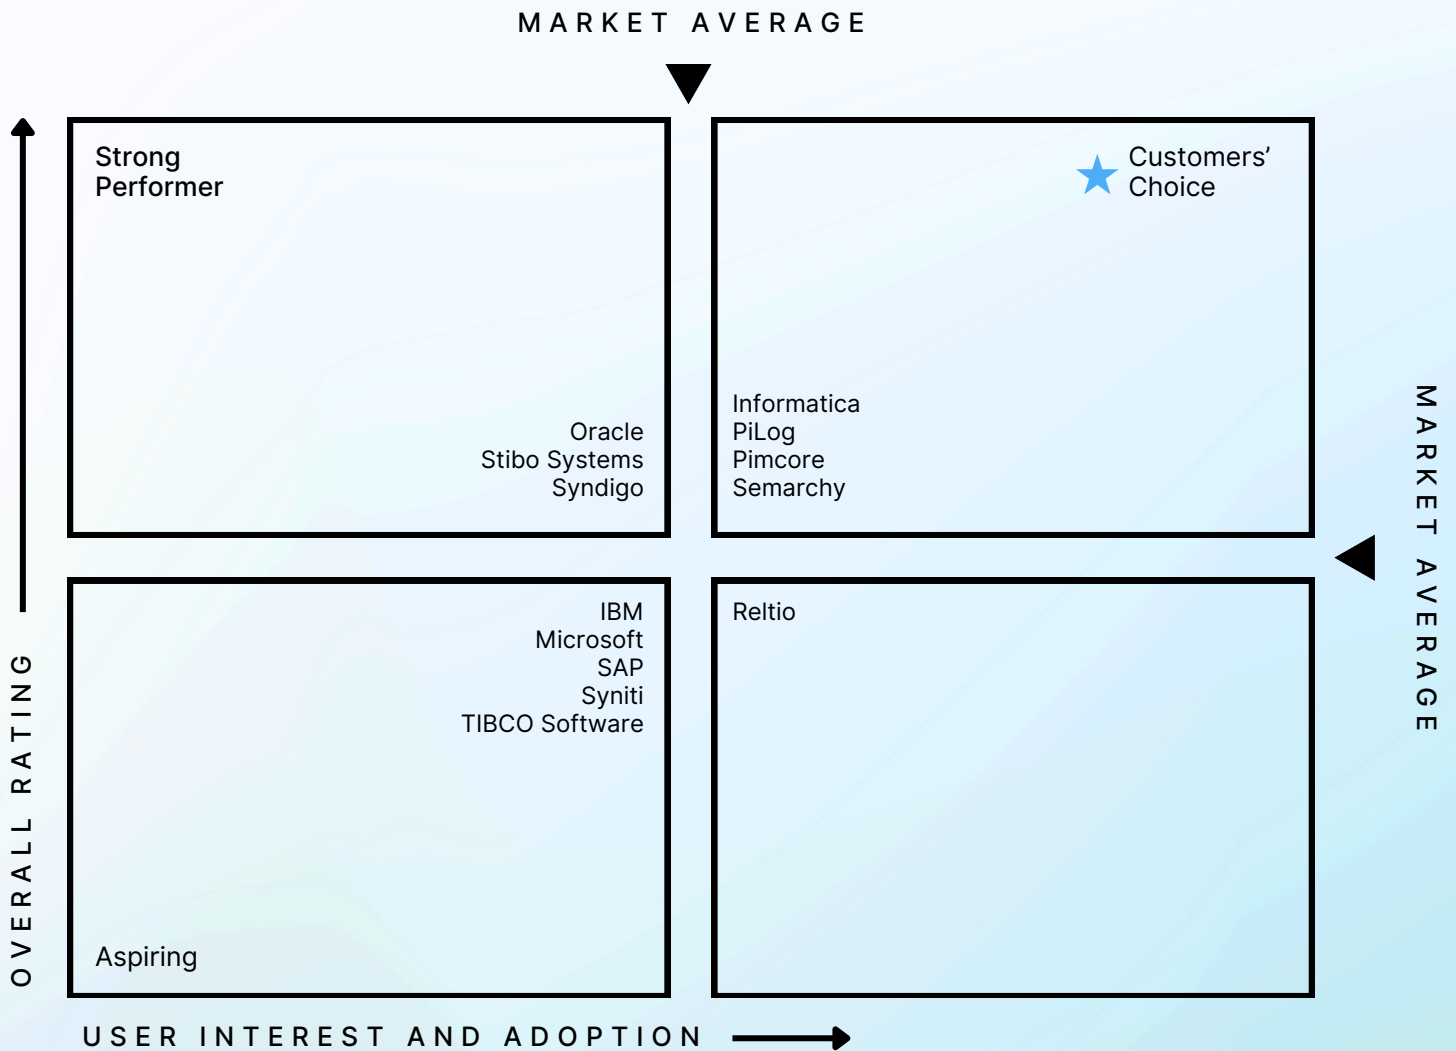 MARKET AVERAGE
Strong
Performer
Customers’
Choice
Oracle
Stibo Systems
Syndigo
Informatica
PiLog
Pimcore
Semarchy
MARKET AVERAGE
OVERALL RATING
IBM
Microsoft
SAP
Syniti
TIBCO Software
Reltio
Aspiring
USER INTEREST AND ADOPTION